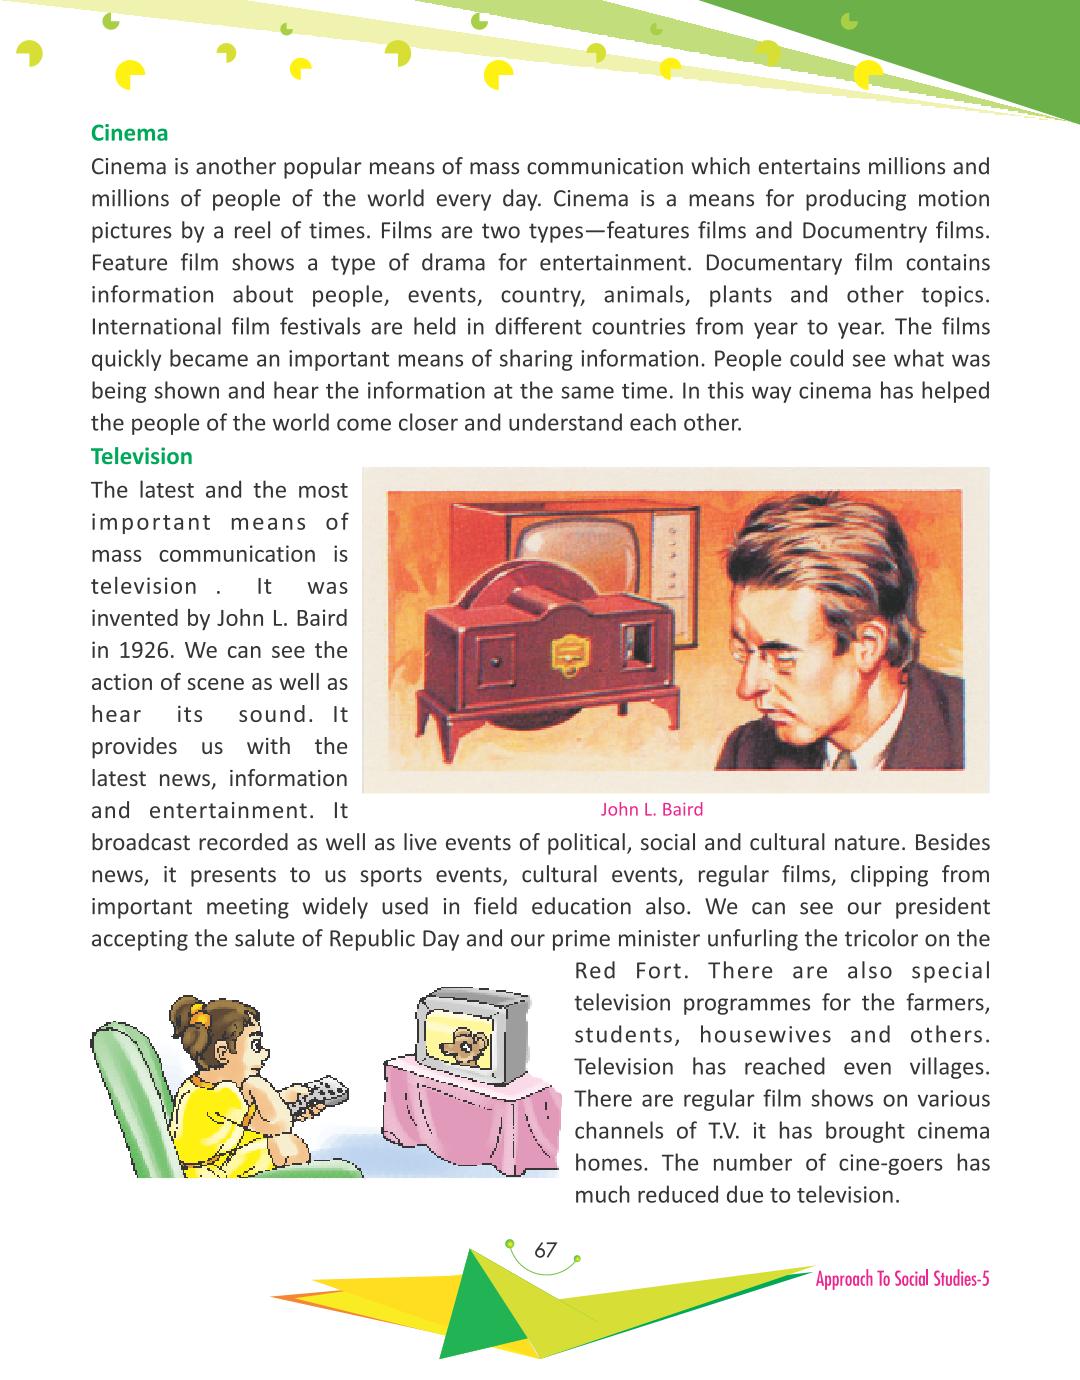 Cinema
Cinema is another popular means of mass communication which entertains millions and
millions of people of the world every day. Cinema is a means for producing motion
pictures by a reel of times. Films are two types—features films and Documentry films.
Feature film shows a type of drama for entertainment. Documentary film contains
information about people, events, country, animals, plants and other topics.
International film festivals are held in different countries from year to year. The films
quickly became an important means of sharing information. People could see what was
being shown and hear the information at the same time. In this way cinema has helped
the people of the world come closer and understand each other.
Television
The latest and the most
important means of
mass communication is
television . It was
invented by John L. Baird
in 1926. We can see the
action of scene as well as
hear its sound. It
provides us with the
latest news, information
and entertainment. It
John L. Baird
broadcast recorded as well as live events of political, social and cultural nature. Besides
news, it presents to us sports events, cultural events, regular films, clipping from
important meeting widely used in field education also. We can see our president
accepting the salute of Republic Day and our prime minister unfurling the tricolor on the
Red Fort. There are also special
television programmes for the farmers,
students, housewives and others.
Television has reached even villages.
There are regular film shows on various
channels of T.V. it has brought cinema
homes. The number of cine-goers has
much reduced due to television.
67
Approach To Social Studies-5